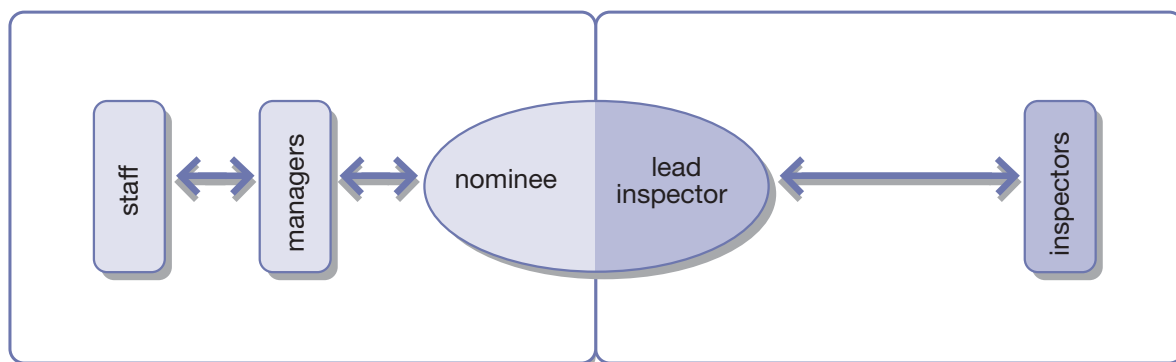 staff
managers
nominee
lead
inspector
inspectors